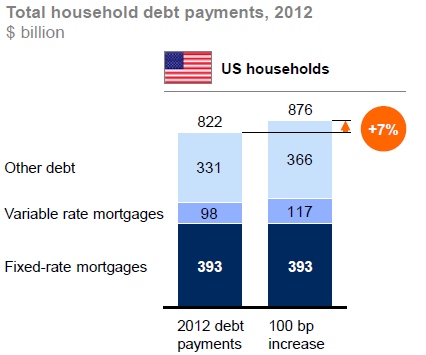 Total household debt payments, 2012
$ billion
US households
822
876
+7%
Other debt
331
366
Variable rate mortgages
98
117
Fixed-rate mortgages
393
393
2012 debt
payments
100 bp
increase